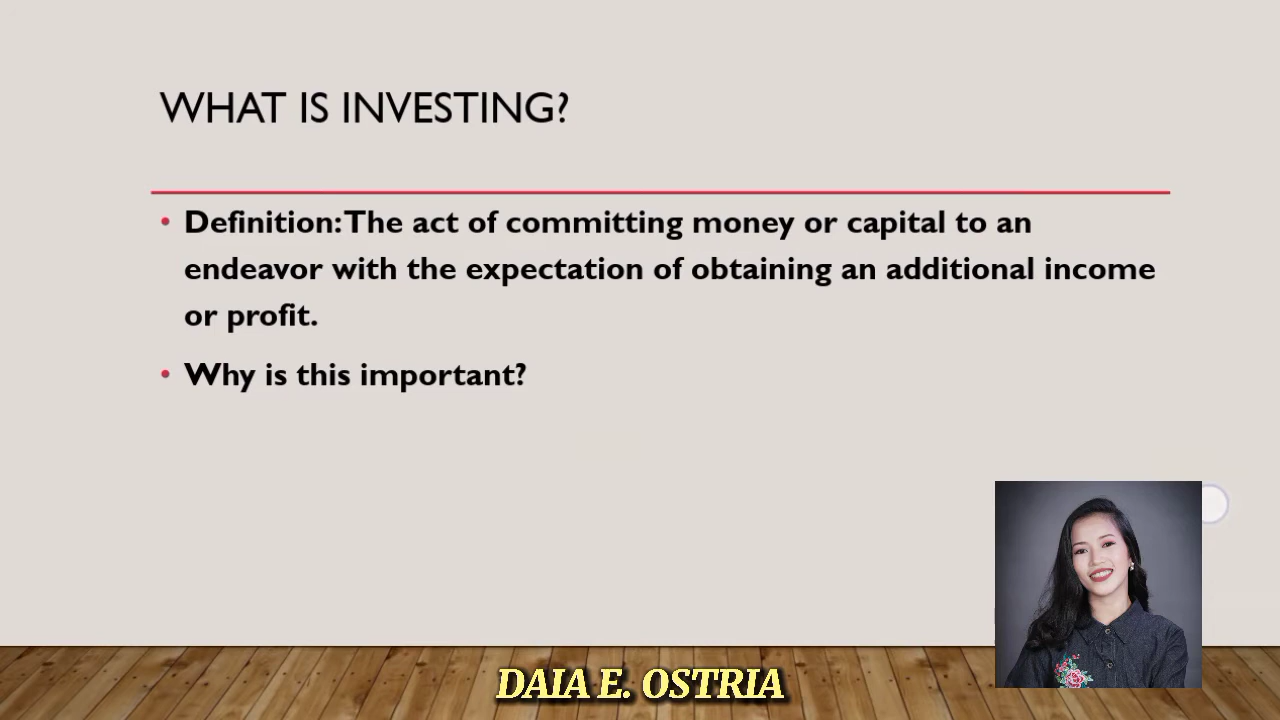 WHAT IS INVESTING?
• Definition: The act of committing money or capital to an
endeavor with the expectation of obtaining an additional income
or profit.
• Why is this important?
DAIA E. OSTRIA